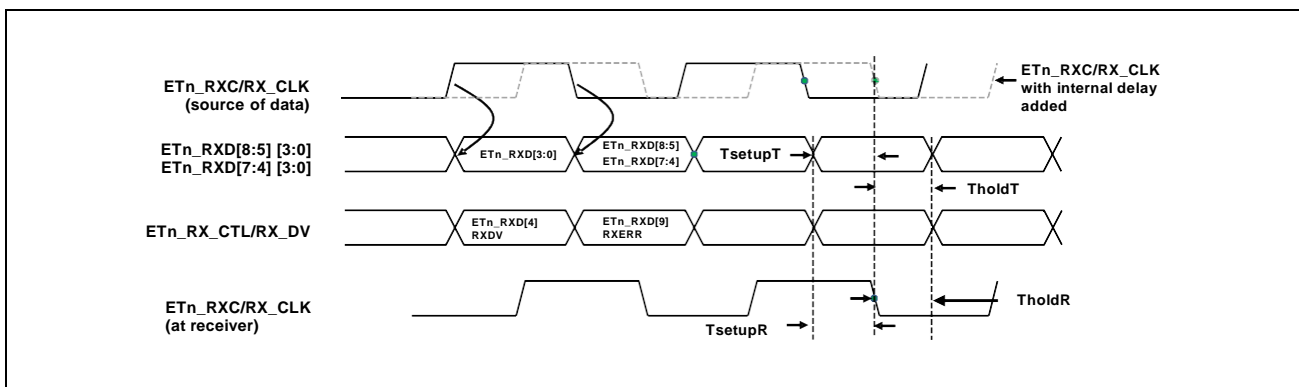 ETn_RXC/RX_CLK
(source of data)
ETn_RXC/RX_CLK
with internal delay
added
ETn_RXD[8:5] [3:0]
ETn_RXD[7:4] [3:0]
ETn_RXD[3:0]
ETn_RXD[8:5]
ETn_RXD[7:4]
TsetupT
TholdT
ETn_RX_CTL/RX_DV
ETn_RXD[4]
RXDV
ETn_RXD[9]
RXERR
ETn_RXC/RX_CLK
(at receiver)
TsetupR
TholdR